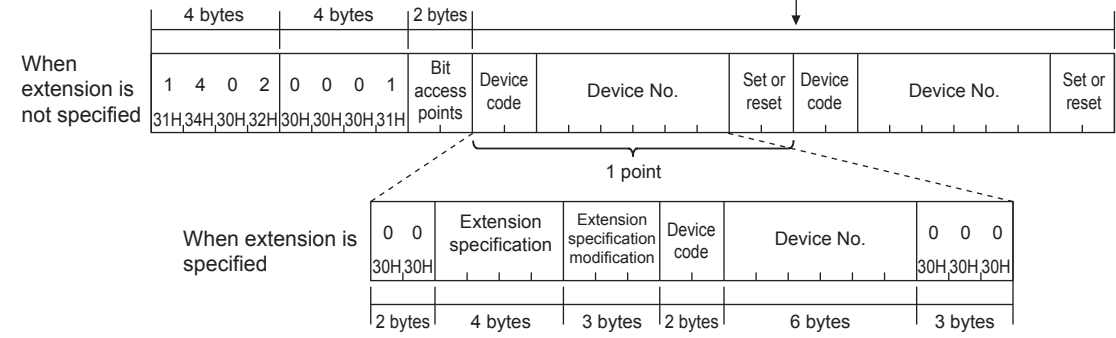 4 bytes 4 bytes 2 bytes
When
extension is
not specified
1 4 0 2 0 0 0 1
31H,34H,30H,32H 30H,30H,30H,31H
Bit
access
points
Device
code
Device No.
Set or
reset
Device
code
Device No.
Set or
reset
1 point
When extension is
specified
0 0
30H,30H
Extension
specification
Extension
specification
modification
Device
code
Device No.
0 0 0
30H,30H,30H
2 bytes 4 bytes 3 bytes 2 bytes 6 bytes 3 bytes